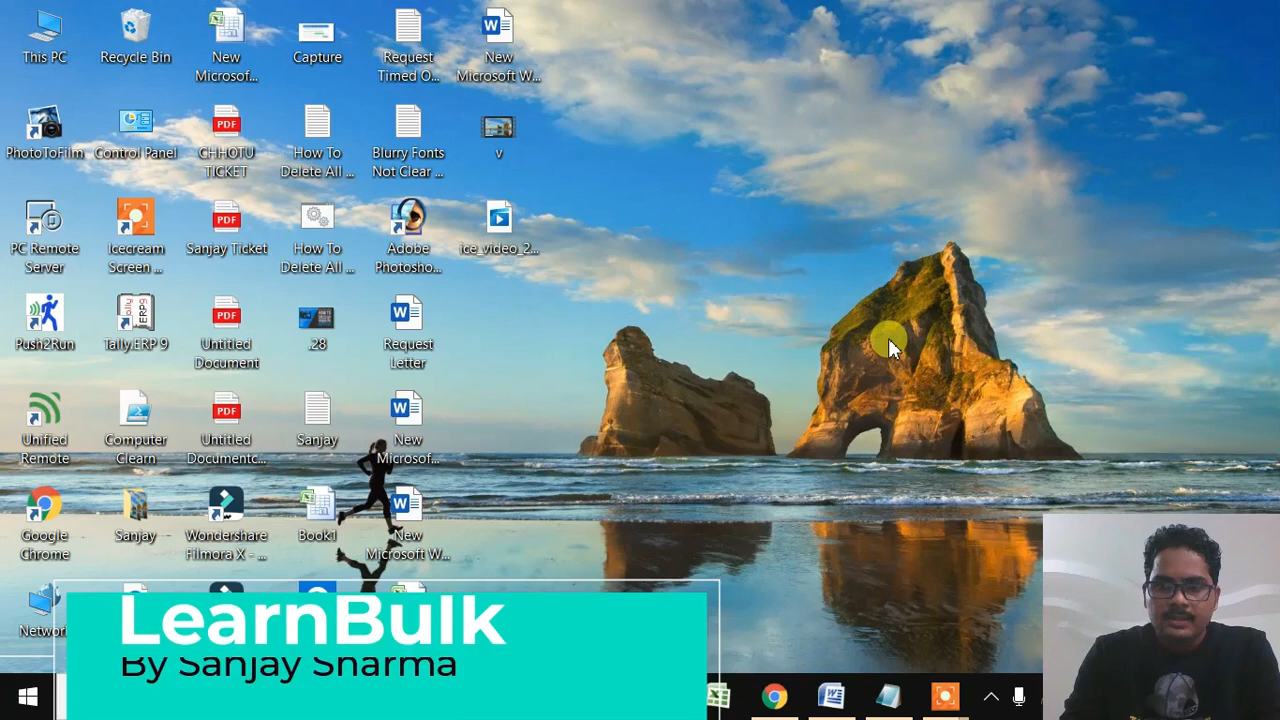 This PC
Recycle Bin
New
Microsof...
Capture
Request
Timed O...
New
Microsoft W...
PhotoToFilm
Control Panel
CHHOTU
TICKET
How To
Delete All ...
Blurry Fonts
Not Clear ...
v
PC Remote
Server
Icecream
Screen ...
Sanjay Ticket
How To
Delete All ...
Adobe
Photosho...
ice_video_2...
Push2Run
Tally.ERP 9
Untitled
Document
.28
Request
Letter
Unified
Remote
Computer
Clearn
Untitled
Documentc...
Sanjay
New
Microsof...
Google
Chrome
Sanjay
Wondershare
Filmora X - ...
Book1
New
Microsoft W...
LearnBulk
By Sanjay Sharma